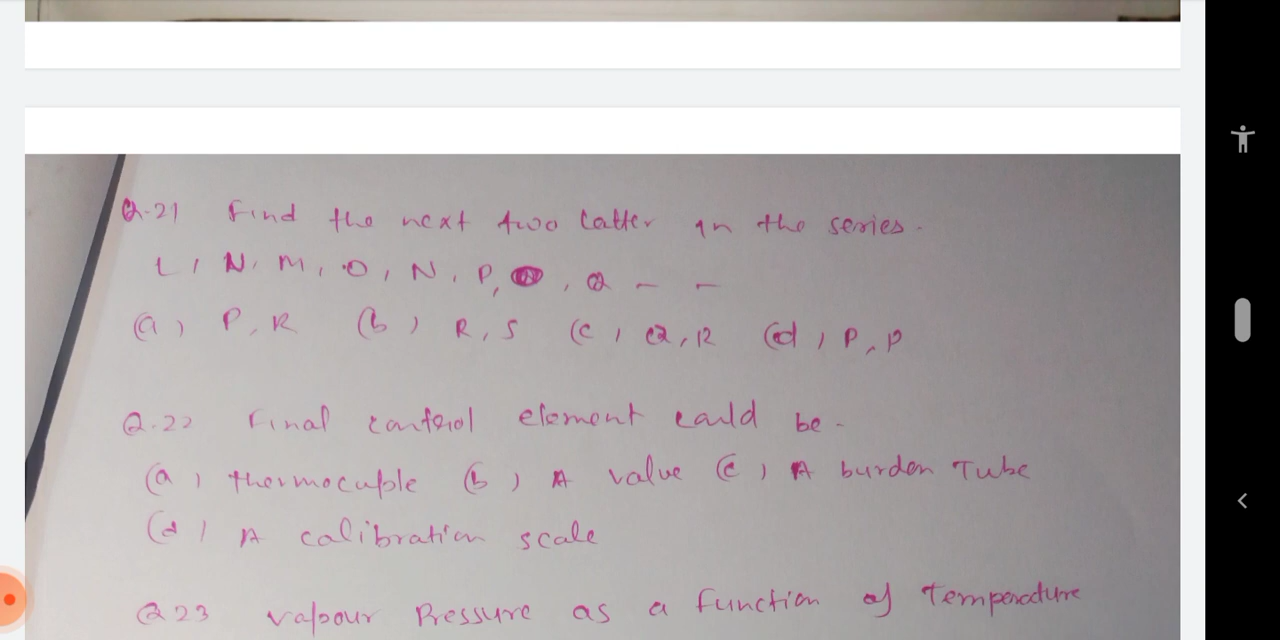 Q.21 Find the next two latter in the series.
L, N, M, O, N, P, , Q - -
(a) P, R (b) R, S (c) Q, R (d) P, P
Q.22 Final control element could be -
(a) thermocuple (b) A value (c) A burdon Tube
(d) A calibration scale
Q 23 vapour Pressure as a function of Temperature